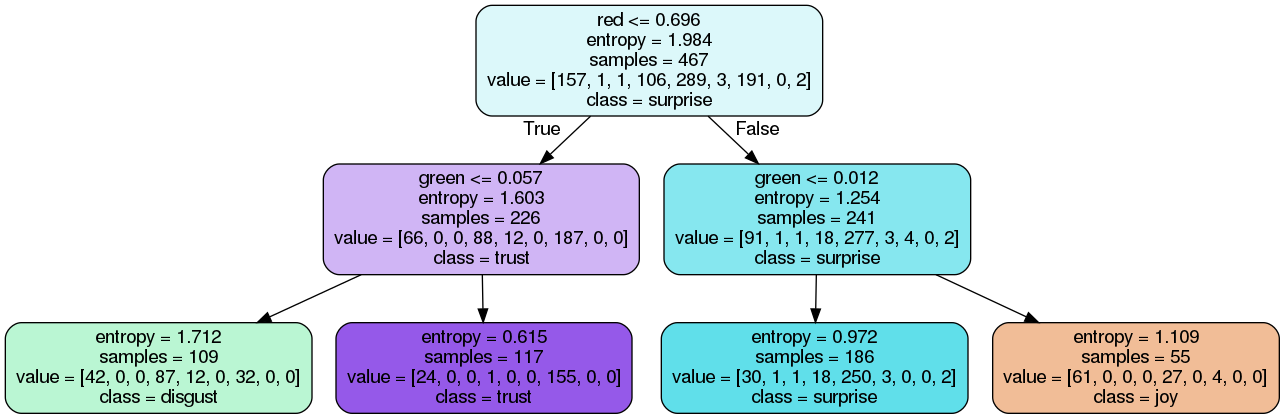 red <= 0.696
entropy = 1.984
samples = 467
value = [157, 1, 1, 106, 289, 3, 191, 0, 2]
class = surprise
True
False
green <= 0.057
entropy = 1.603
samples = 226
value = [66, 0, 0, 88, 12, 0, 187, 0, 0]
class = trust
green <= 0.012
entropy = 1.254
samples = 241
value = [91, 1, 1, 18, 277, 3, 4, 0, 2]
class = surprise
entropy = 1.712
samples = 109
value = [42, 0, 0, 87, 12, 0, 32, 0, 0]
class = disgust
entropy = 0.615
samples = 117
value = [24, 0, 0, 1, 0, 0, 155, 0, 0]
class = trust
entropy = 0.972
samples = 186
value = [30, 1, 1, 18, 250, 3, 0, 0, 2]
class = surprise
entropy = 1.109
samples = 55
value = [61, 0, 0, 0, 27, 0, 4, 0, 0]
class = joy